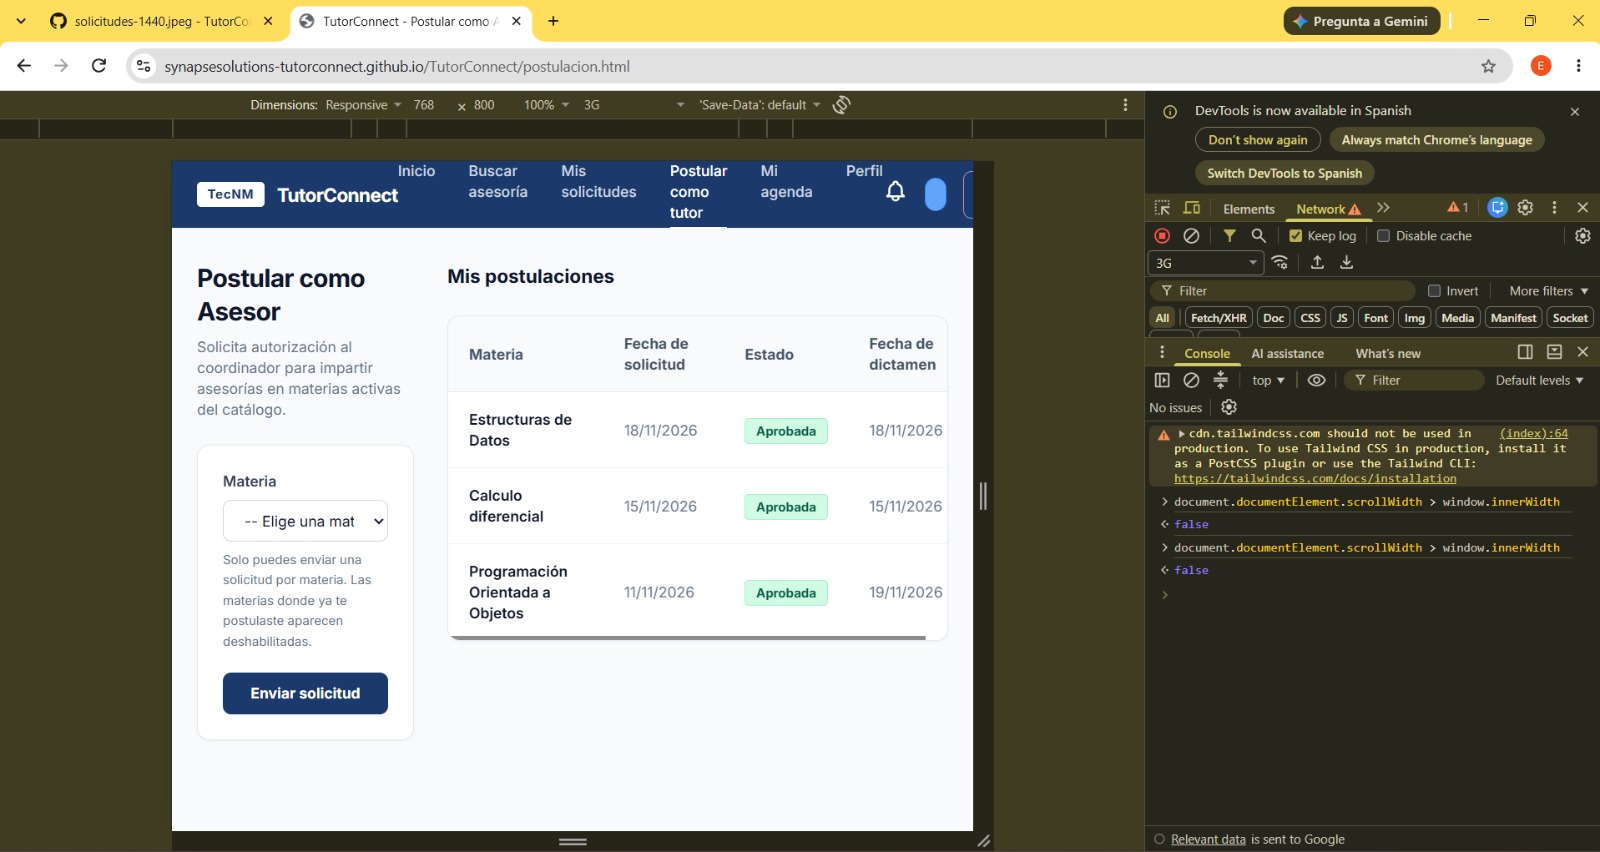 solicitudes-1440.jpeg - TutorCo
TutorConnect - Postular como A
Pregunta a Gemini
synapsesolutions-tutorconnect.github.io/TutorConnect/postulacion.html
E
Dimensions: Responsive 768 × 800 100% 3G 'Save-Data': default
TecNM TutorConnect
Inicio
Buscar
asesoría
Mis
solicitudes
Postular
como
tutor
Mi
agenda
Perfil
Postular como
Asesor
Solicita autorización al
coordinador para impartir
asesorías en materias activas
del catálogo.
Materia
-- Elige una mat
Solo puedes enviar una
solicitud por materia. Las
materias donde ya te
postulaste aparecen
deshabilitadas.
Enviar solicitud
Mis postulaciones
Materia
Fecha de
solicitud
Estado
Fecha de
dictamen
Estructuras de
Datos
18/11/2026
Aprobada
18/11/2026
Calculo
diferencial
15/11/2026
Aprobada
15/11/2026
Programación
Orientada a
Objetos
11/11/2026
Aprobada
19/11/2026
DevTools is now available in Spanish
Don't show again
Always match Chrome's language
Switch DevTools to Spanish
Elements Network 1
Keep log Disable cache
3G
Filter Invert More filters
All Fetch/XHR Doc CSS JS Font Img Media Manifest Socket
Console AI assistance What's new
top Filter Default levels
No issues
cdn.tailwindcss.com should not be used in (index):64
production. To use Tailwind CSS in production, install it
as a PostCSS plugin or use the Tailwind CLI:
https://tailwindcss.com/docs/installation
document.documentElement.scrollWidth > window.innerWidth
false
document.documentElement.scrollWidth > window.innerWidth
false
Relevant data is sent to Google